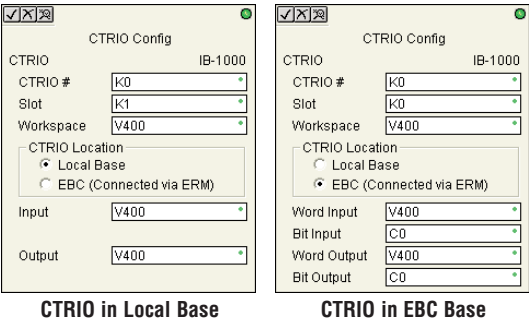 CTRIO Config
CTRIO IB-1000
CTRIO # K0
Slot K1
Workspace V400
CTRIO Location
Local Base
EBC (Connected via ERM)
Input V400
Output V400
CTRIO in Local Base
CTRIO Config
CTRIO IB-1000
CTRIO # K0
Slot K0
Workspace V400
CTRIO Location
Local Base
EBC (Connected via ERM)
Word Input V400
Bit Input C0
Word Output V400
Bit Output C0
CTRIO in EBC Base